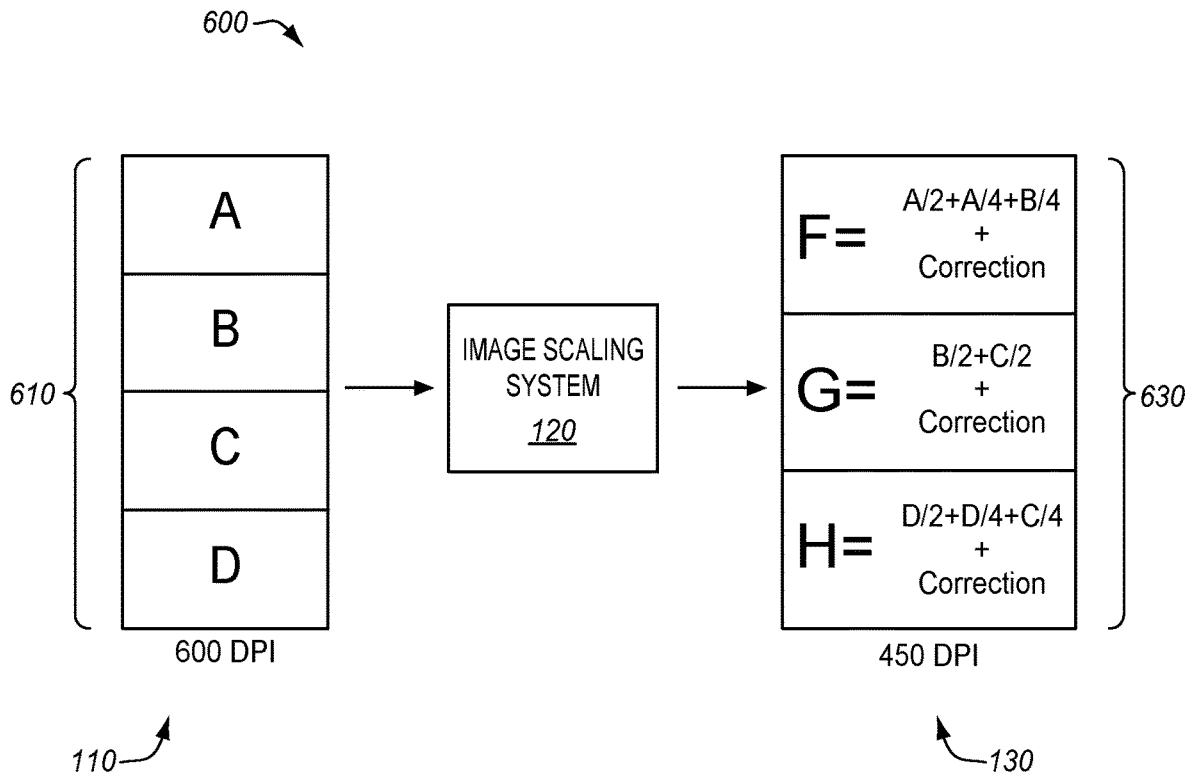 600
A
B
C
D
610
600 DPI
110
IMAGE SCALING
SYSTEM
120
F=
A/2+A/4+B/4
+
Correction
G=
B/2+C/2
+
Correction
H=
D/2+D/4+C/4
+
Correction
630
450 DPI
130